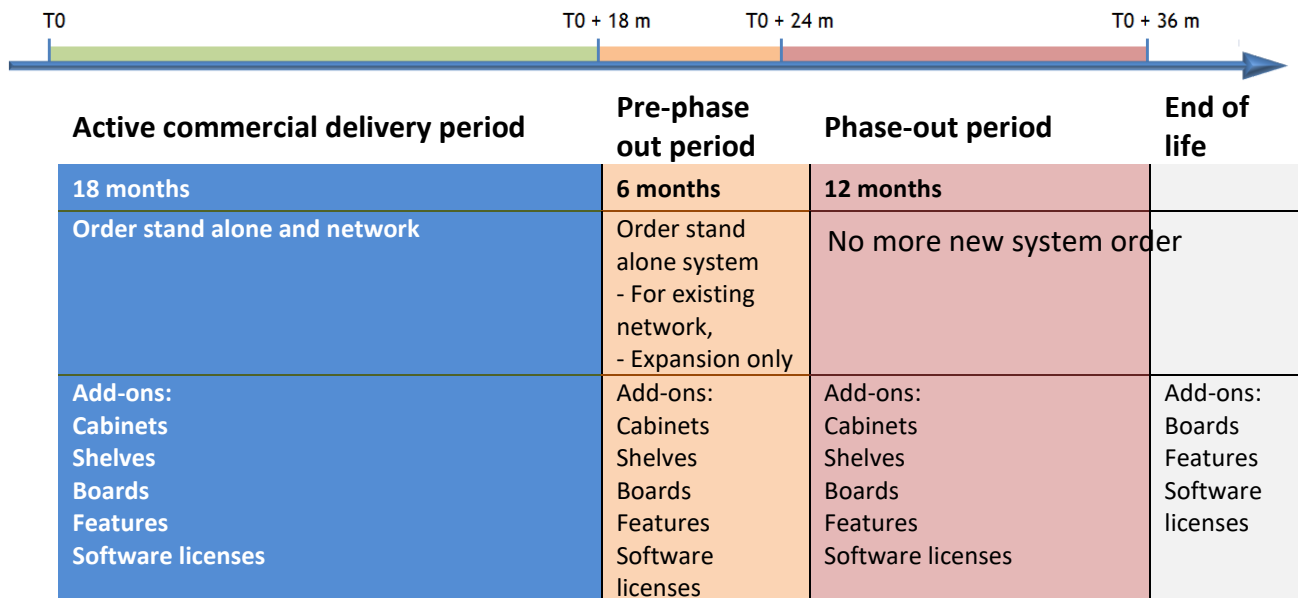 T0
T0 + 18 m
T0 + 24 m
T0 + 36 m
Active commercial delivery period
Pre-phase
out period
Phase-out period
End of
life
18 months
6 months
12 months
Order stand alone and network
Order stand
alone system
- For existing
network,
- Expansion only
No more new system order
Add-ons:
Cabinets
Shelves
Boards
Features
Software licenses
Add-ons:
Cabinets
Shelves
Boards
Features
Software
licenses
Add-ons:
Cabinets
Shelves
Boards
Features
Software licenses
Add-ons:
Boards
Features
Software
licenses